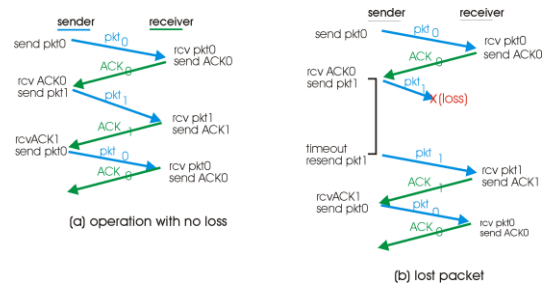 sender
receiver
send pkt0
pkt0
rcv pkt0
send ACK0
ACK0
rcv ACK0
send pkt1
pkt1
rcv pkt1
send ACK1
ACK1
rcvACK1
send pkt0
pkt0
rcv pkt0
send ACK0
ACK0
(a) operation with no loss
sender
receiver
send pkt0
pkt0
rcv pkt0
send ACK0
ACK0
rcv ACK0
send pkt1
pkt1
X(loss)
timeout
resend pkt1
pkt1
rcv pkt1
send ACK1
ACK1
rcvACK1
send pkt0
pkt0
rcv pkt0
send ACK0
ACK0
(b) lost packet